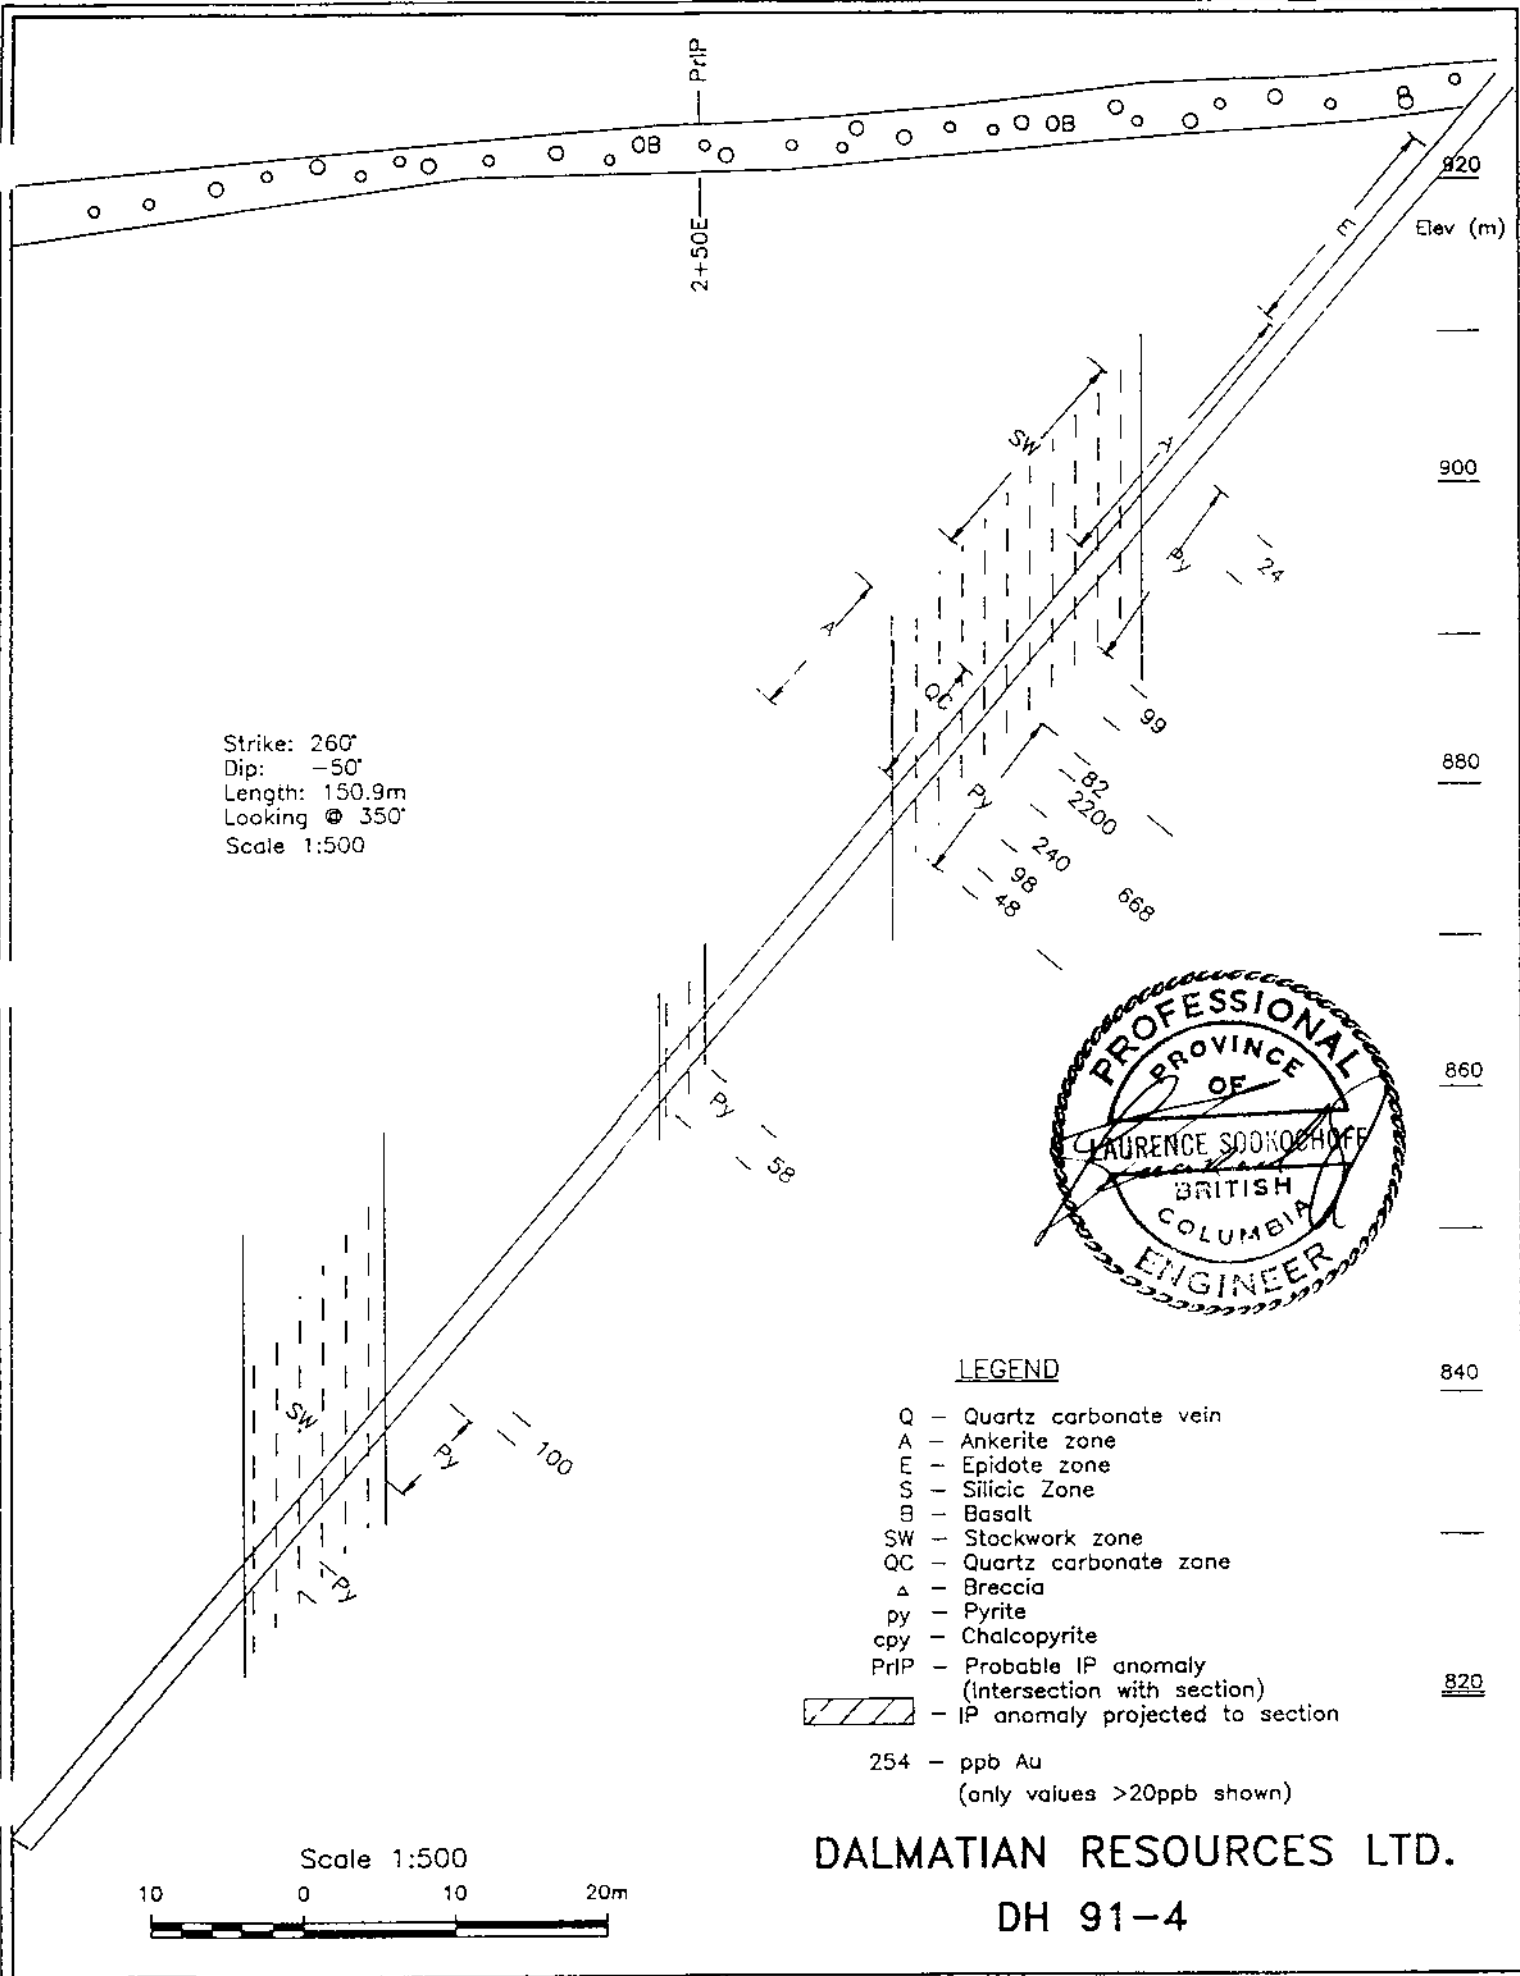 PrIP
OB
OB
2+50E
920
Elev (m)
E
SW
900
Py
24
A
QC
99
Strike: 260°
Dip: -50°
Length: 150.9m
Looking @ 350°
Scale 1:500
880
82
2200
Py
240
98
48
668
PROFESSIONAL
PROVINCE
OF
LAURENCE SOOKOCHOFF
BRITISH
COLUMBIA
ENGINEER
860
Py
58
SW
Py
100
Py
840
LEGEND
Q – Quartz carbonate vein
A – Ankerite zone
E – Epidote zone
S – Silicic Zone
B – Basalt
SW – Stockwork zone
QC – Quartz carbonate zone
△ – Breccia
py – Pyrite
cpy – Chalcopyrite
PrIP – Probable IP anomaly
(Intersection with section)
– IP anomaly projected to section
820
254 – ppb Au
(only values >20ppb shown)
Scale 1:500
10 0 10 20m
DALMATIAN RESOURCES LTD.
DH 91-4